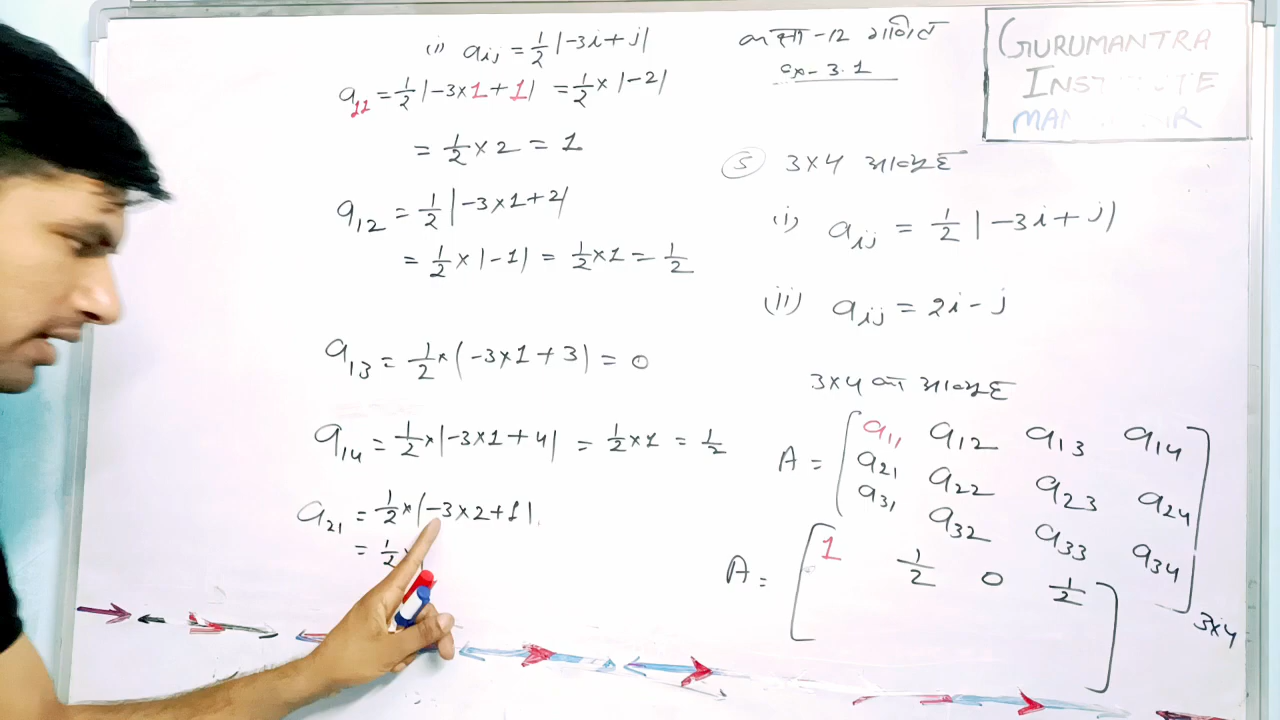 (i) aij = 1/2 |-3i + j|
a11 = 1/2 |-3×1+1| = 1/2 × |-2|
= 1/2 × 2 = 1
a12 = 1/2 |-3×1+2|
= 1/2 × |-1| = 1/2 × 1 = 1/2
a13 = 1/2 × (-3×1+3) = 0
a14 = 1/2 × |-3×1+4| = 1/2 × 1 = 1/2
a21 = 1/2 × |-3×2+1|
= 1/2 ×
कक्षा -12 गणित
ex- 3.1
GURUMANTRA
INSTITUTE
5 3×4 आव्यूह
(i) aij = 1/2 |-3i + j|
(ii) aij = 2i - j
3×4 का आव्यूह
A = [a11 a12 a13 a14
a21 a22 a23 a24
a31 a32 a33 a34] 3×4
A = [1 1/2 0 1/2]